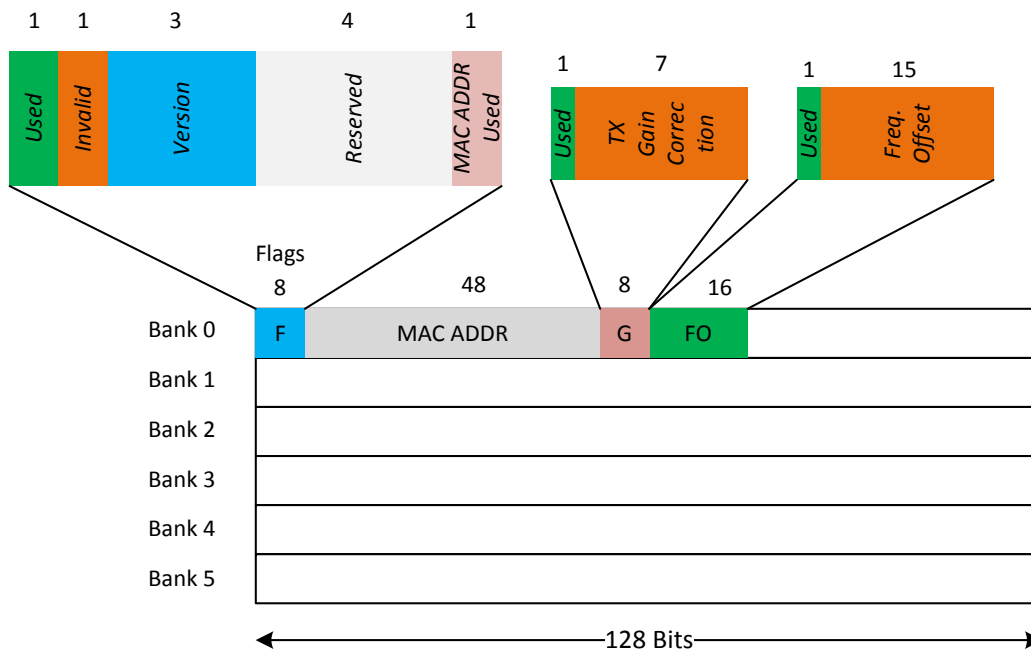 1 1 3 4 1
Used
Invalid
Version
Reserved
MAC ADDR
Used
1 7
Used
TX
Gain
Correc
tion
1 15
Used
Freq.
Offset
Flags
8 48 8 16
Bank 0 F MAC ADDR G FO
Bank 1
Bank 2
Bank 3
Bank 4
Bank 5
128 Bits